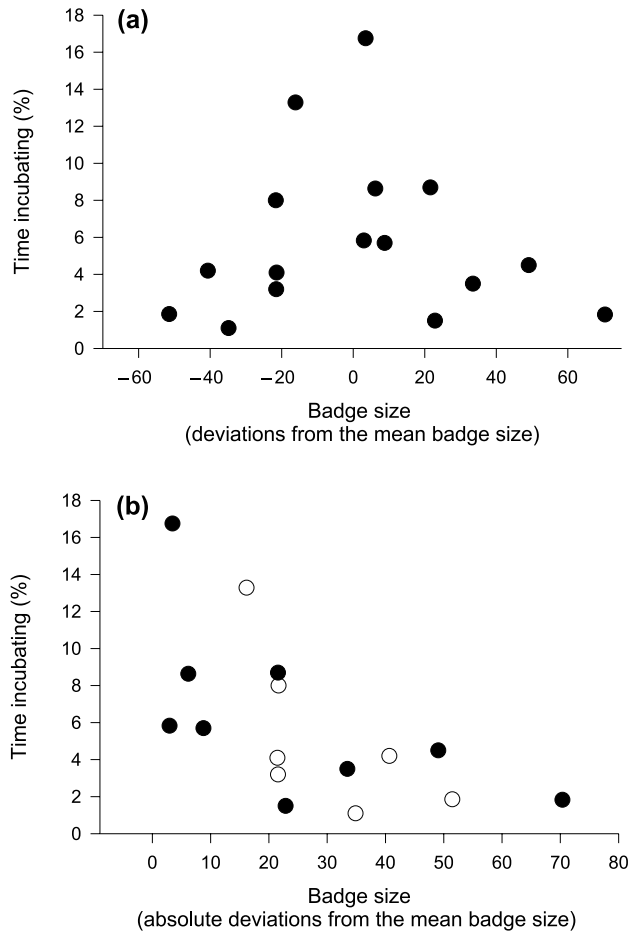 (a)
18
16
14
12
10
8
6
4
2
0
Time incubating (%)
−60 −40 −20 0 20 40 60
Badge size
(deviations from the mean badge size)
(b)
18
16
14
12
10
8
6
4
2
0
Time incubating (%)
0 10 20 30 40 50 60 70 80
Badge size
(absolute deviations from the mean badge size)